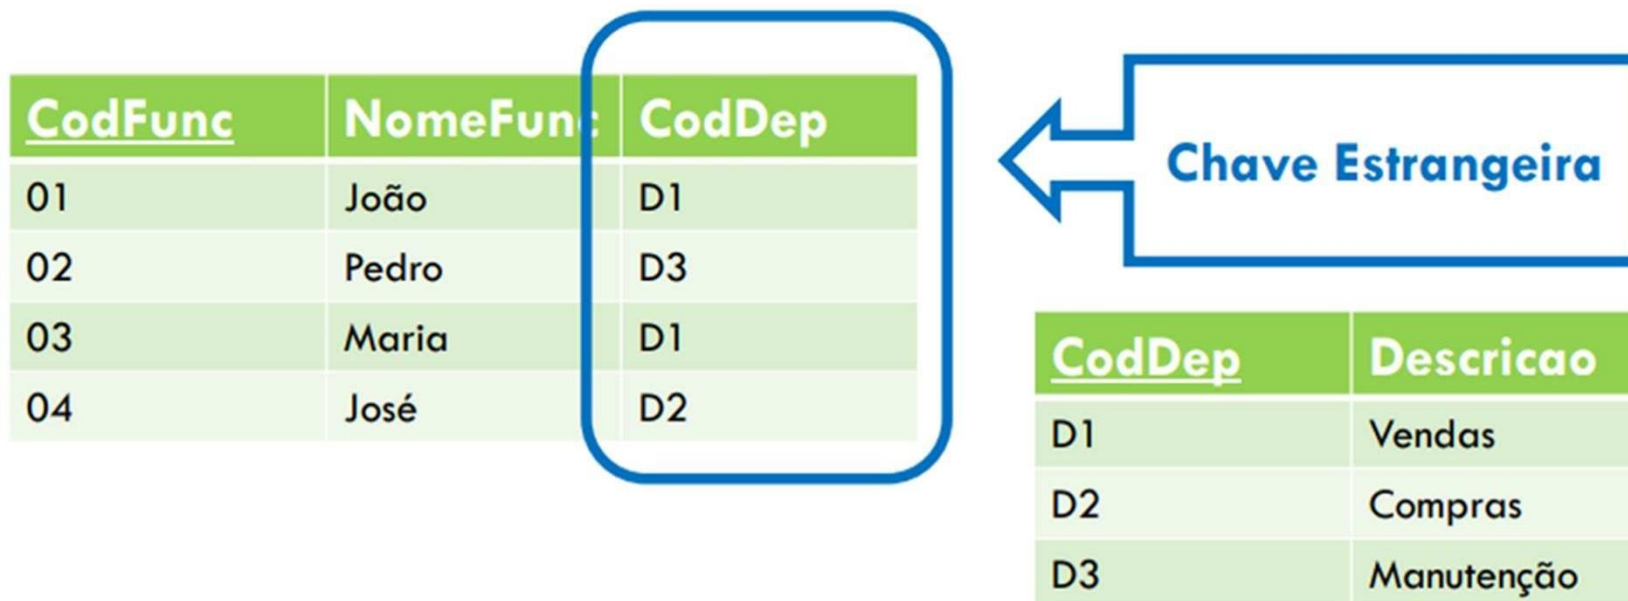 CodFunc NomeFunc CodDep
01 João D1
02 Pedro D3
03 Maria D1
04 José D2
Chave Estrangeira
CodDep Descricao
D1 Vendas
D2 Compras
D3 Manutenção